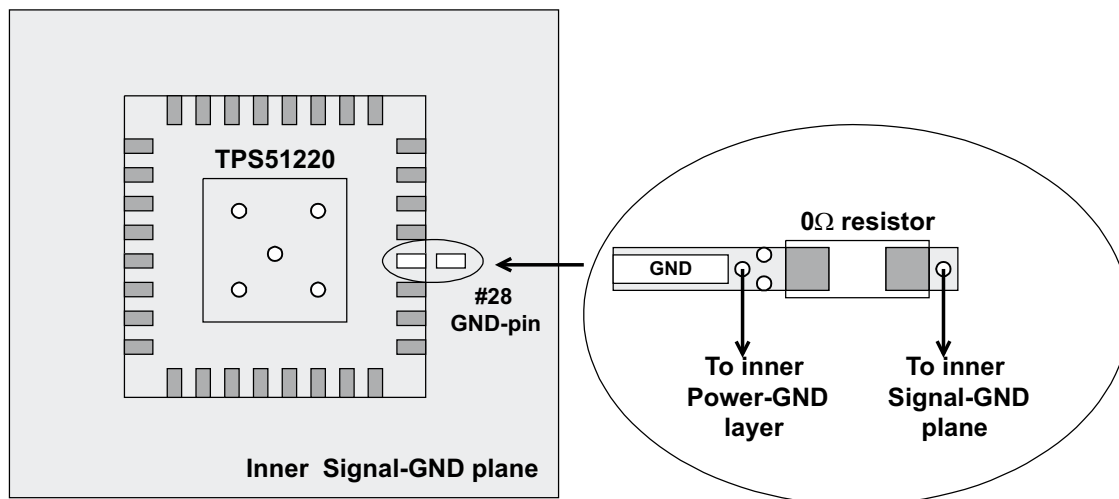 TPS51220
#28
GND-pin
Inner Signal-GND plane
0Ω resistor
GND
To inner
Power-GND
layer
To inner
Signal-GND
plane